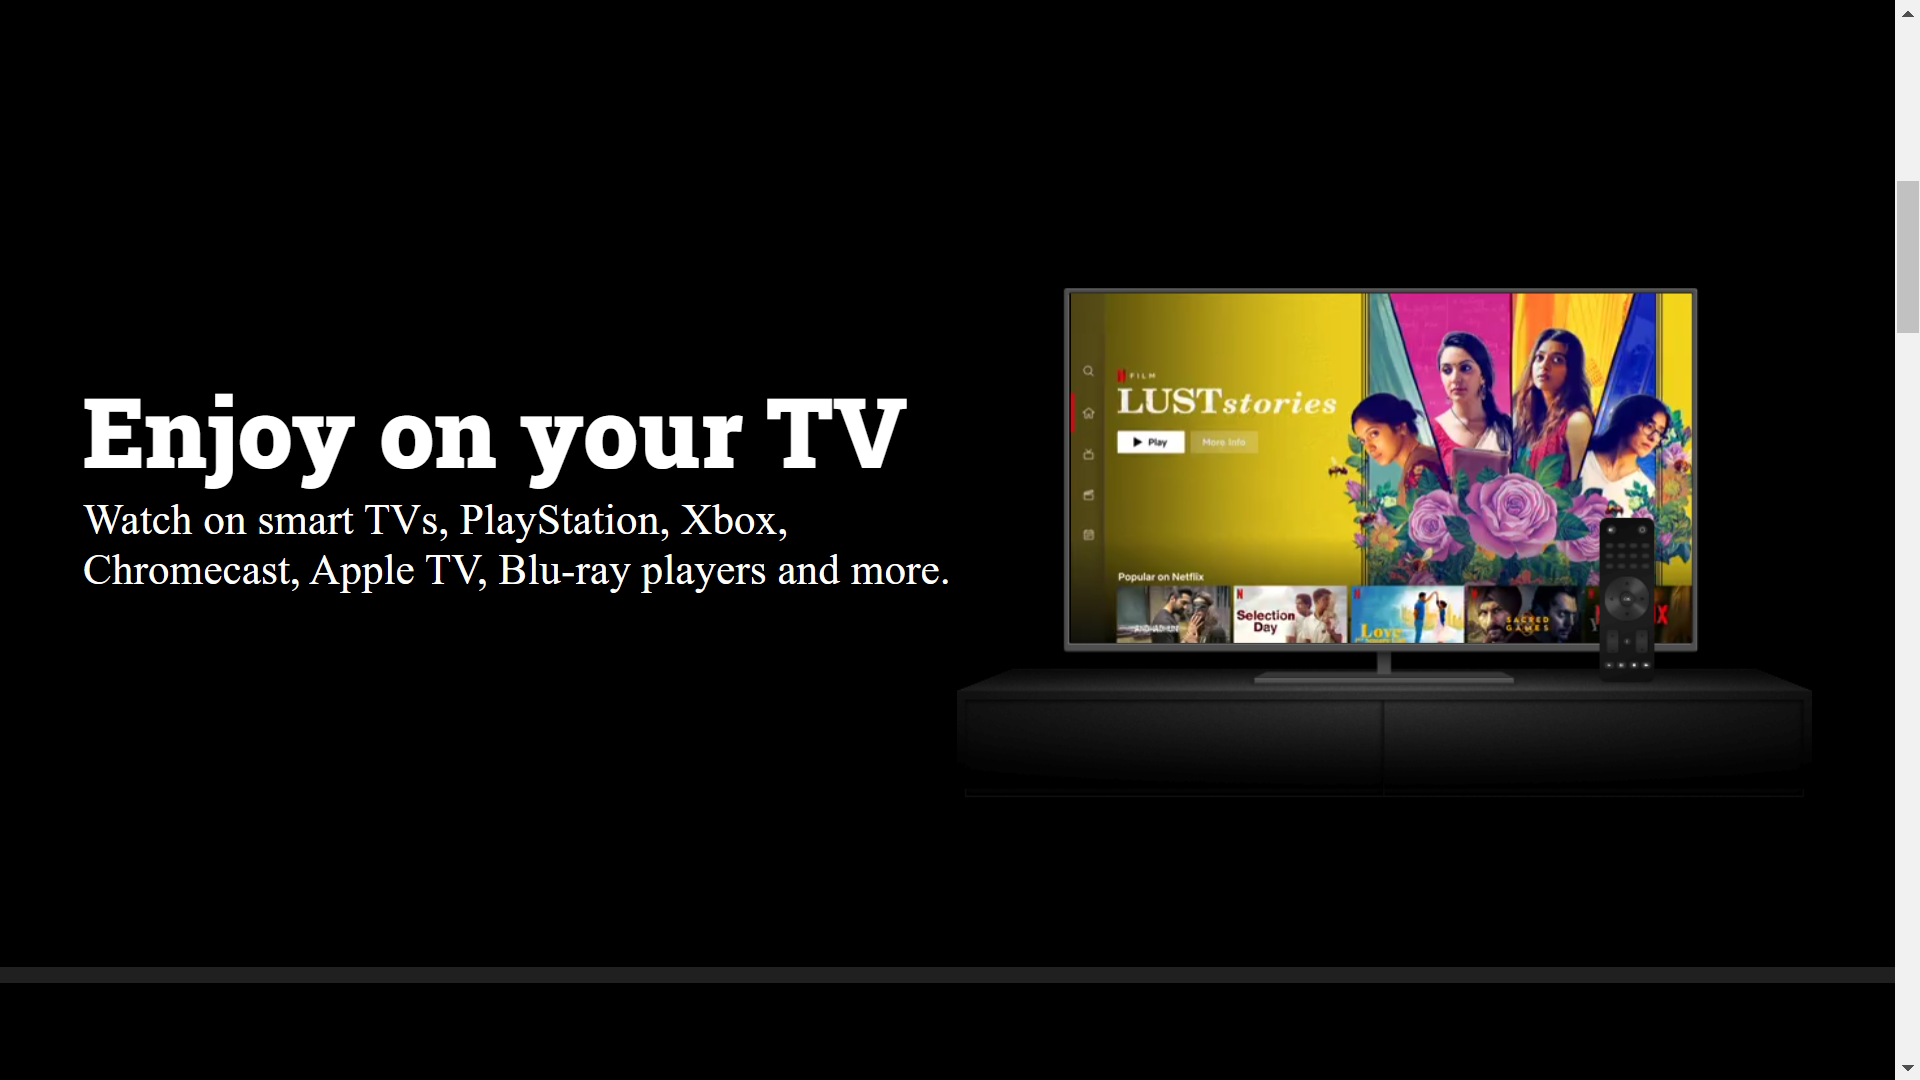 Enjoy on your TV
Watch on smart TVs, PlayStation, Xbox,
Chromecast, Apple TV, Blu-ray players and more.
N FILM
LUST stories
Play More Info
Popular on Netflix
ANDHADHUN
N
Selection
Day
N
Love
N
SACRED
GAMES